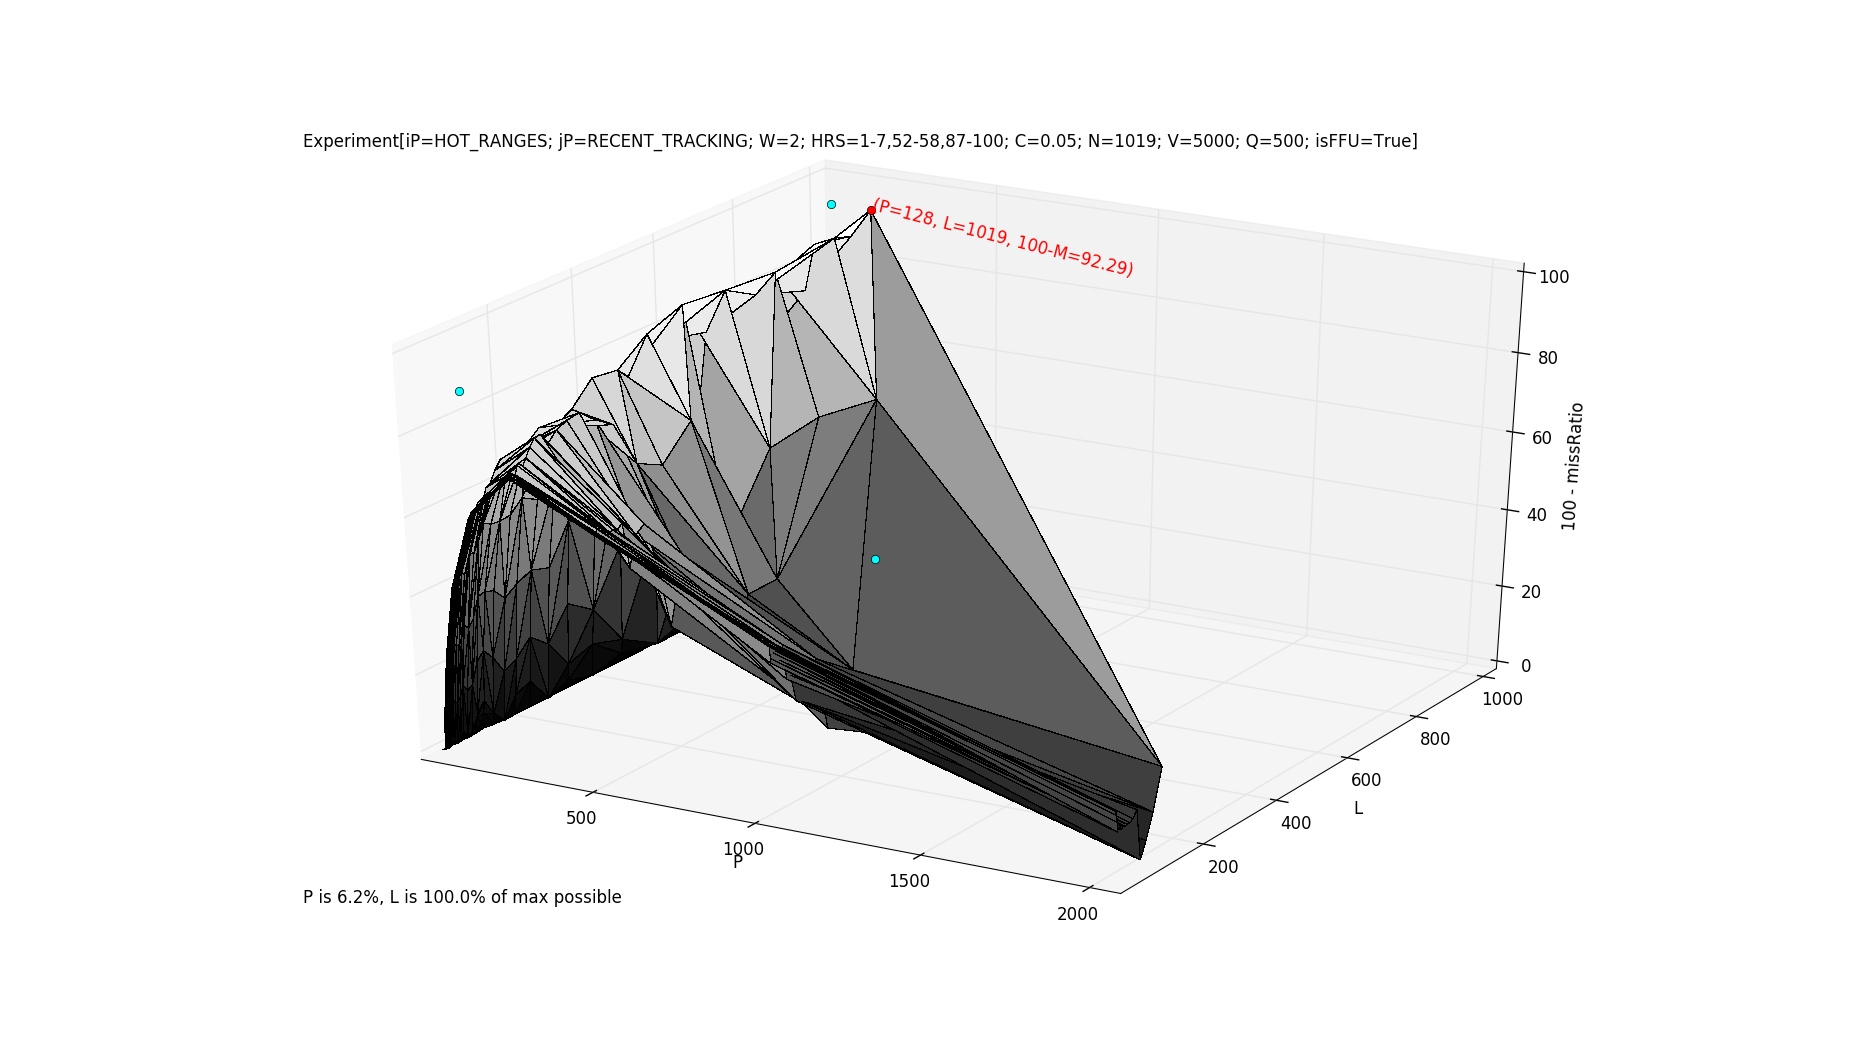 Experiment[iP=HOT_RANGES; jP=RECENT_TRACKING; W=2; HRS=1-7,52-58,87-100; C=0.05; N=1019; V=5000; Q=500; isFFU=True]
(P=128, L=1019, 100-M=92.29)
100
80
60
40
20
0
100 - missRatio
1000
800
600
400
200
L
500
1000
1500
2000
P
P is 6.2%, L is 100.0% of max possible